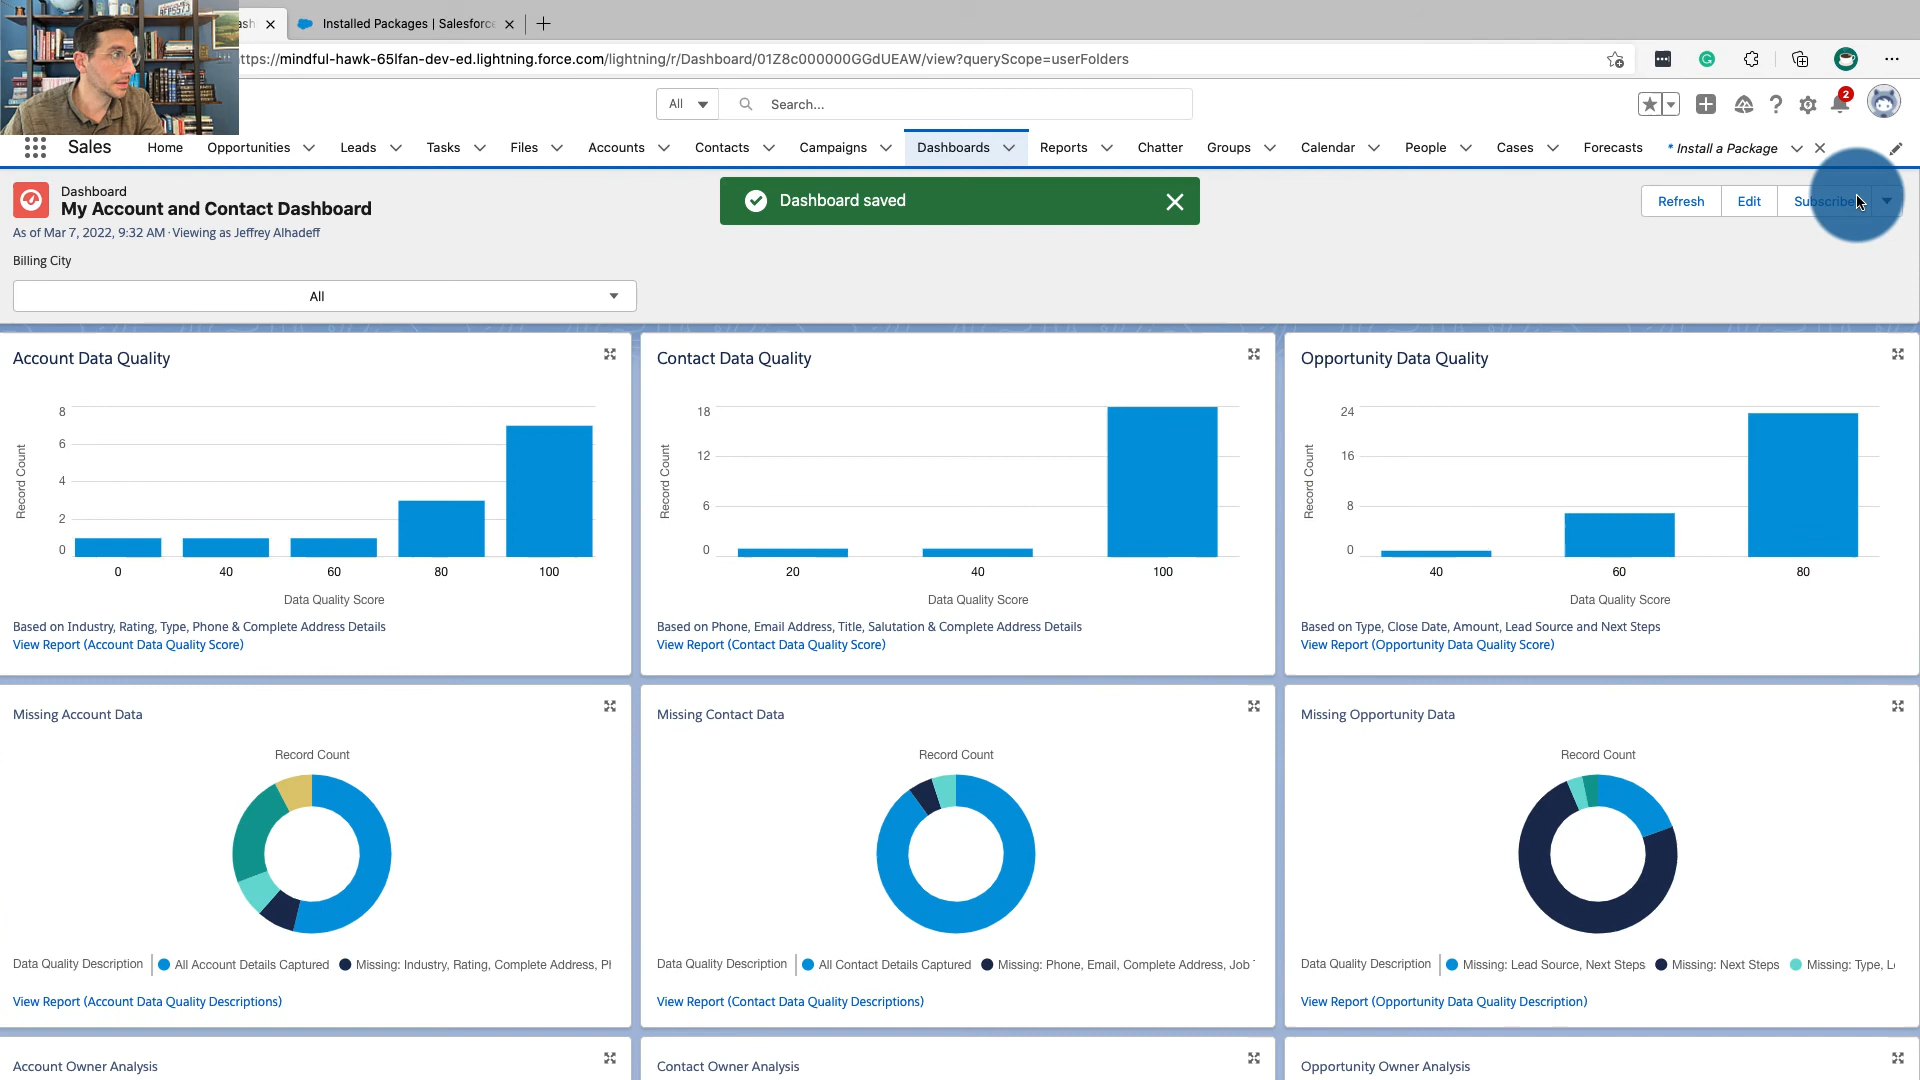 ash
Installed Packages | Salesforc
ttps://mindful-hawk-65lfan-dev-ed.lightning.force.com/lightning/r/Dashboard/01Z8c000000GGdUEAW/view?queryScope=userFolders
All
Search...
2
Sales
Home
Opportunities
Leads
Tasks
Files
Accounts
Contacts
Campaigns
Dashboards
Reports
Chatter
Groups
Calendar
People
Cases
Forecasts
* Install a Package
Dashboard
My Account and Contact Dashboard
As of Mar 7, 2022, 9:32 AM · Viewing as Jeffrey Alhadeff
Dashboard saved
Refresh
Edit
Subscribe
Billing City
All
Account Data Quality
Record Count
8
6
4
2
0
0 40 60 80 100
Data Quality Score
Based on Industry, Rating, Type, Phone & Complete Address Details
View Report (Account Data Quality Score)
Contact Data Quality
Record Count
18
12
6
0
20 40 100
Data Quality Score
Based on Phone, Email Address, Title, Salutation & Complete Address Details
View Report (Contact Data Quality Score)
Opportunity Data Quality
Record Count
24
16
8
0
40 60 80
Data Quality Score
Based on Type, Close Date, Amount, Lead Source and Next Steps
View Report (Opportunity Data Quality Score)
Missing Account Data
Record Count
Data Quality Description
All Account Details Captured
Missing: Industry, Rating, Complete Address, Pl
View Report (Account Data Quality Descriptions)
Missing Contact Data
Record Count
Data Quality Description
All Contact Details Captured
Missing: Phone, Email, Complete Address, Job
View Report (Contact Data Quality Descriptions)
Missing Opportunity Data
Record Count
Data Quality Description
Missing: Lead Source, Next Steps
Missing: Next Steps
Missing: Type, L
View Report (Opportunity Data Quality Description)
Account Owner Analysis
Contact Owner Analysis
Opportunity Owner Analysis